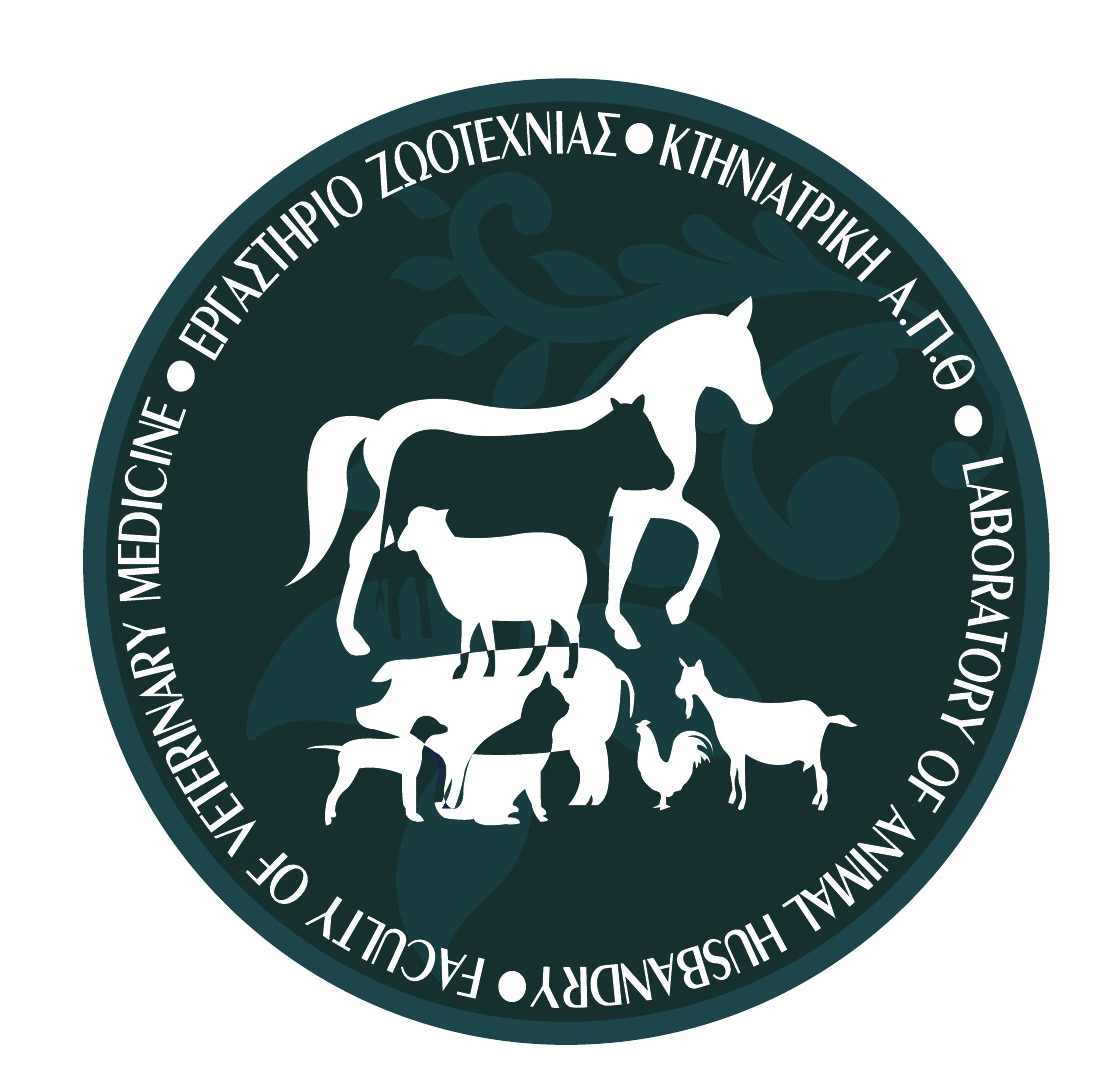 ΕΡΓΑΣΤΗΡΙΟ ΖΩΟΤΕΧΝΙΑΣ
ΚΤΗΝΙΑΤΡΙΚΗ Α.Π.Θ
LABORATORY OF ANIMAL HUSBANDRY
FACULTY OF VETERINARY MEDICINE